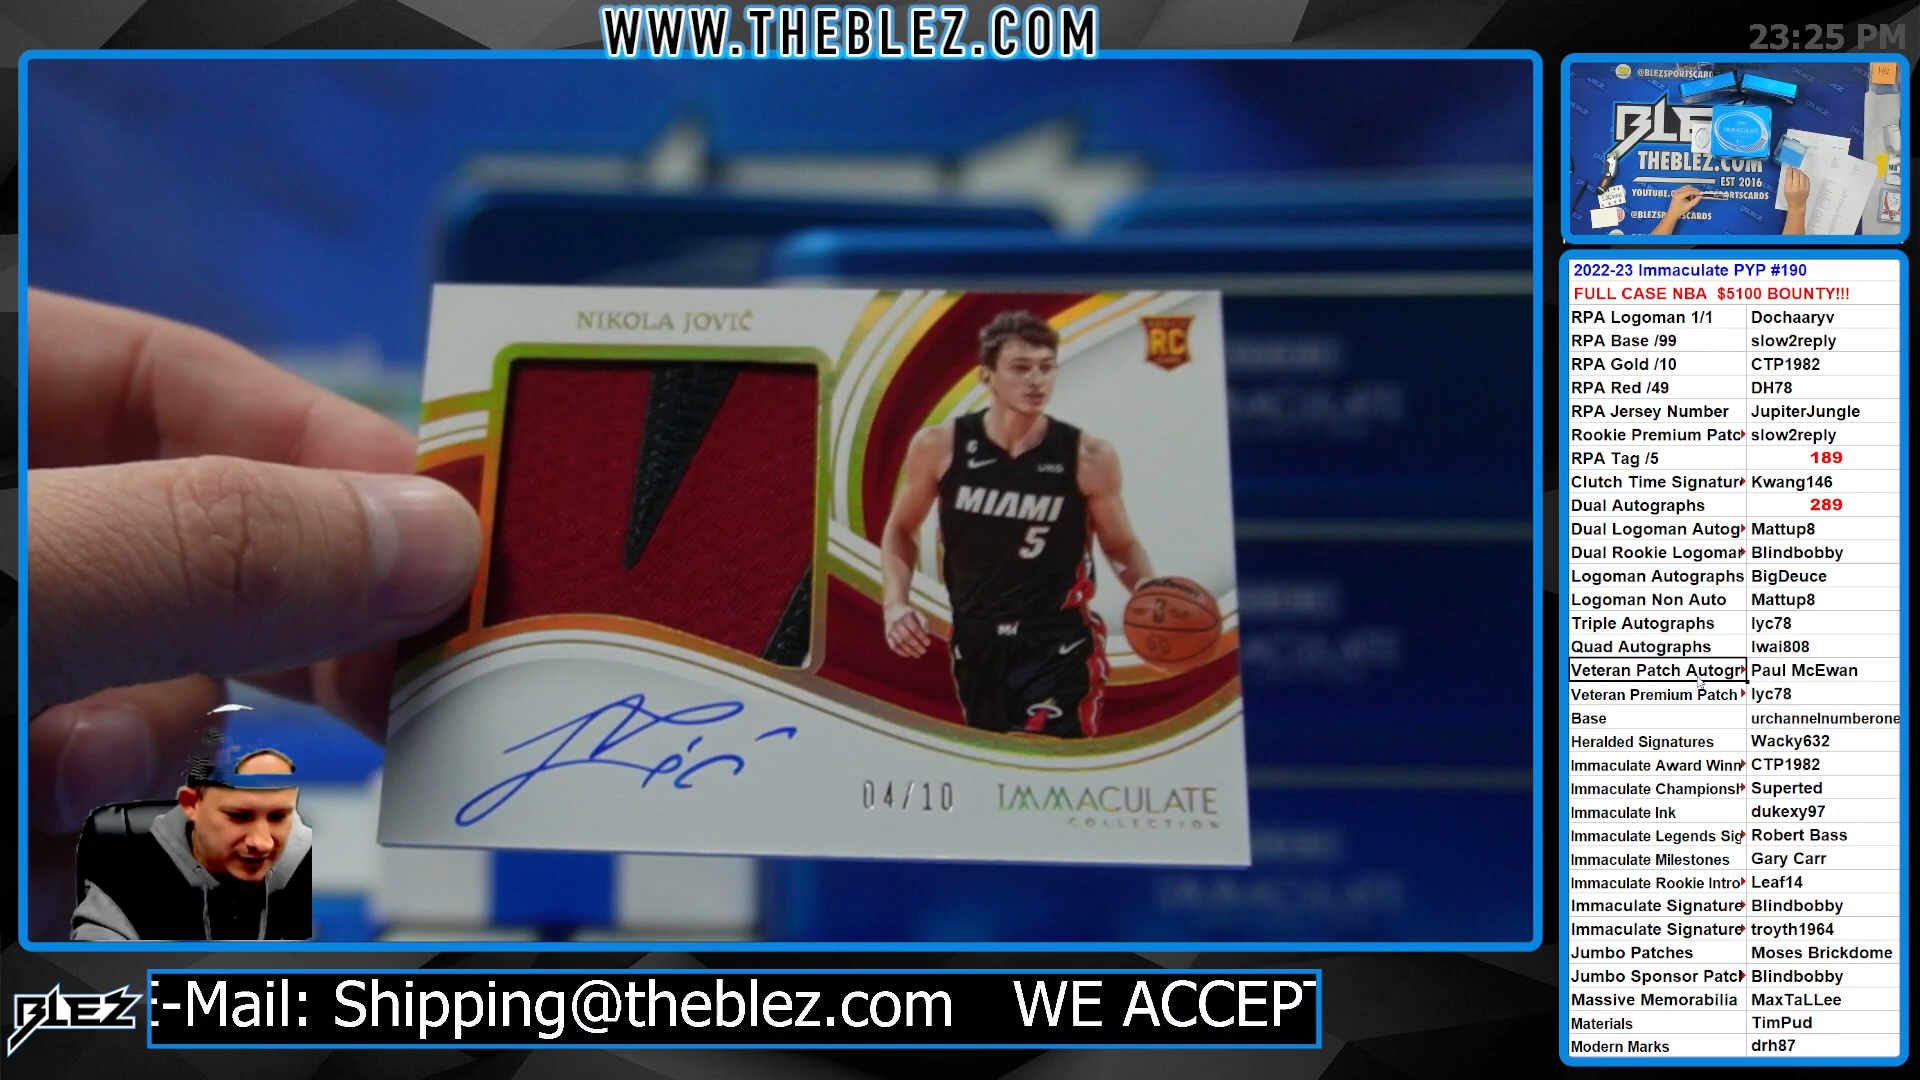 WWW.THEBLEZ.COM
23:25 PM
NIKOLA JOVIĆ
RC
MIAMI
5
04/10
IMMACULATE
COLLECTION
@BLEZSPORTSCAR
THEBLEZ.COM
EST 2016
@BLEZSPORTSCARDS
2022-23 Immaculate PYP #190
FULL CASE NBA $5100 BOUNTY!!!
RPA Logoman 1/1 Dochaaryv
RPA Base /99 slow2reply
RPA Gold /10 CTP1982
RPA Red /49 DH78
RPA Jersey Number JupiterJungle
Rookie Premium Patc slow2reply
RPA Tag /5 189
Clutch Time Signatur Kwang146
Dual Autographs 289
Dual Logoman Autog Mattup8
Dual Rookie Logoma Blindbobby
Logoman Autographs BigDeuce
Logoman Non Auto Mattup8
Triple Autographs lyc78
Quad Autographs lwai808
Veteran Patch Autogr Paul McEwan
Veteran Premium Patch lyc78
Base urchannelnumberone
Heralded Signatures Wacky632
Immaculate Award Winn CTP1982
Immaculate Champions Superted
Immaculate Ink dukexy97
Immaculate Legends Sig Robert Bass
Immaculate Milestones Gary Carr
Immaculate Rookie Intro Leaf14
Immaculate Signature Blindbobby
Immaculate Signature troyth1964
Jumbo Patches Moses Brickdome
Jumbo Sponsor Patc Blindbobby
Massive Memorabilia MaxTaLLee
Materials TimPud
Modern Marks drh87
BLEZ
E-Mail: Shipping@theblez.com WE ACCEPT